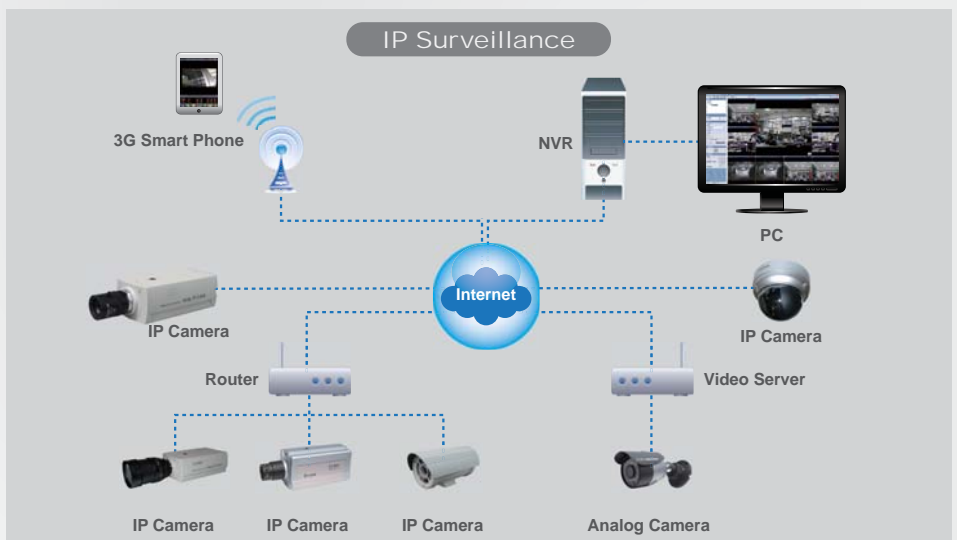 IP Surveillance
3G Smart Phone
NVR
PC
Internet
IP Camera
IP Camera
Router
Video Server
IP Camera
IP Camera
IP Camera
Analog Camera